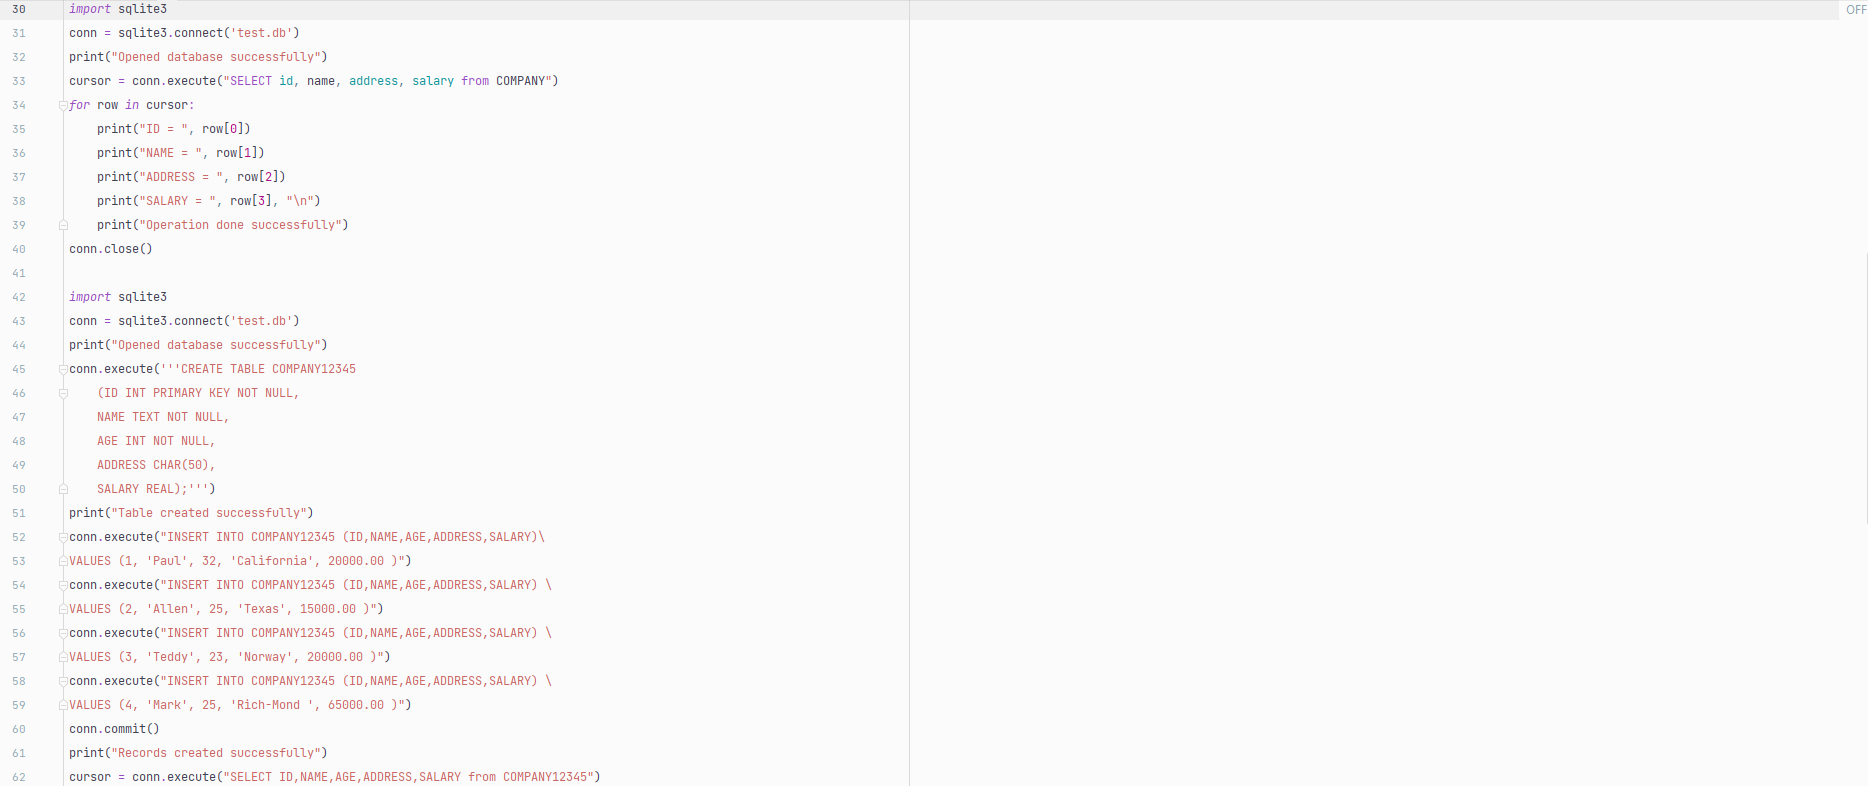 30 import sqlite3 OFF
31 conn = sqlite3.connect('test.db')
32 print("Opened database successfully")
33 cursor = conn.execute("SELECT id, name, address, salary from COMPANY")
34 for row in cursor:
35     print("ID = ", row[0])
36     print("NAME = ", row[1])
37     print("ADDRESS = ", row[2])
38     print("SALARY = ", row[3], "\n")
39     print("Operation done successfully")
40 conn.close()
41
42 import sqlite3
43 conn = sqlite3.connect('test.db')
44 print("Opened database successfully")
45 conn.execute('''CREATE TABLE COMPANY12345
46     (ID INT PRIMARY KEY NOT NULL,
47     NAME TEXT NOT NULL,
48     AGE INT NOT NULL,
49     ADDRESS CHAR(50),
50     SALARY REAL);''')
51 print("Table created successfully")
52 conn.execute("INSERT INTO COMPANY12345 (ID,NAME,AGE,ADDRESS,SALARY)\
53 VALUES (1, 'Paul', 32, 'California', 20000.00 )")
54 conn.execute("INSERT INTO COMPANY12345 (ID,NAME,AGE,ADDRESS,SALARY) \
55 VALUES (2, 'Allen', 25, 'Texas', 15000.00 )")
56 conn.execute("INSERT INTO COMPANY12345 (ID,NAME,AGE,ADDRESS,SALARY) \
57 VALUES (3, 'Teddy', 23, 'Norway', 20000.00 )")
58 conn.execute("INSERT INTO COMPANY12345 (ID,NAME,AGE,ADDRESS,SALARY) \
59 VALUES (4, 'Mark', 25, 'Rich-Mond ', 65000.00 )")
60 conn.commit()
61 print("Records created successfully")
62 cursor = conn.execute("SELECT ID,NAME,AGE,ADDRESS,SALARY from COMPANY12345")